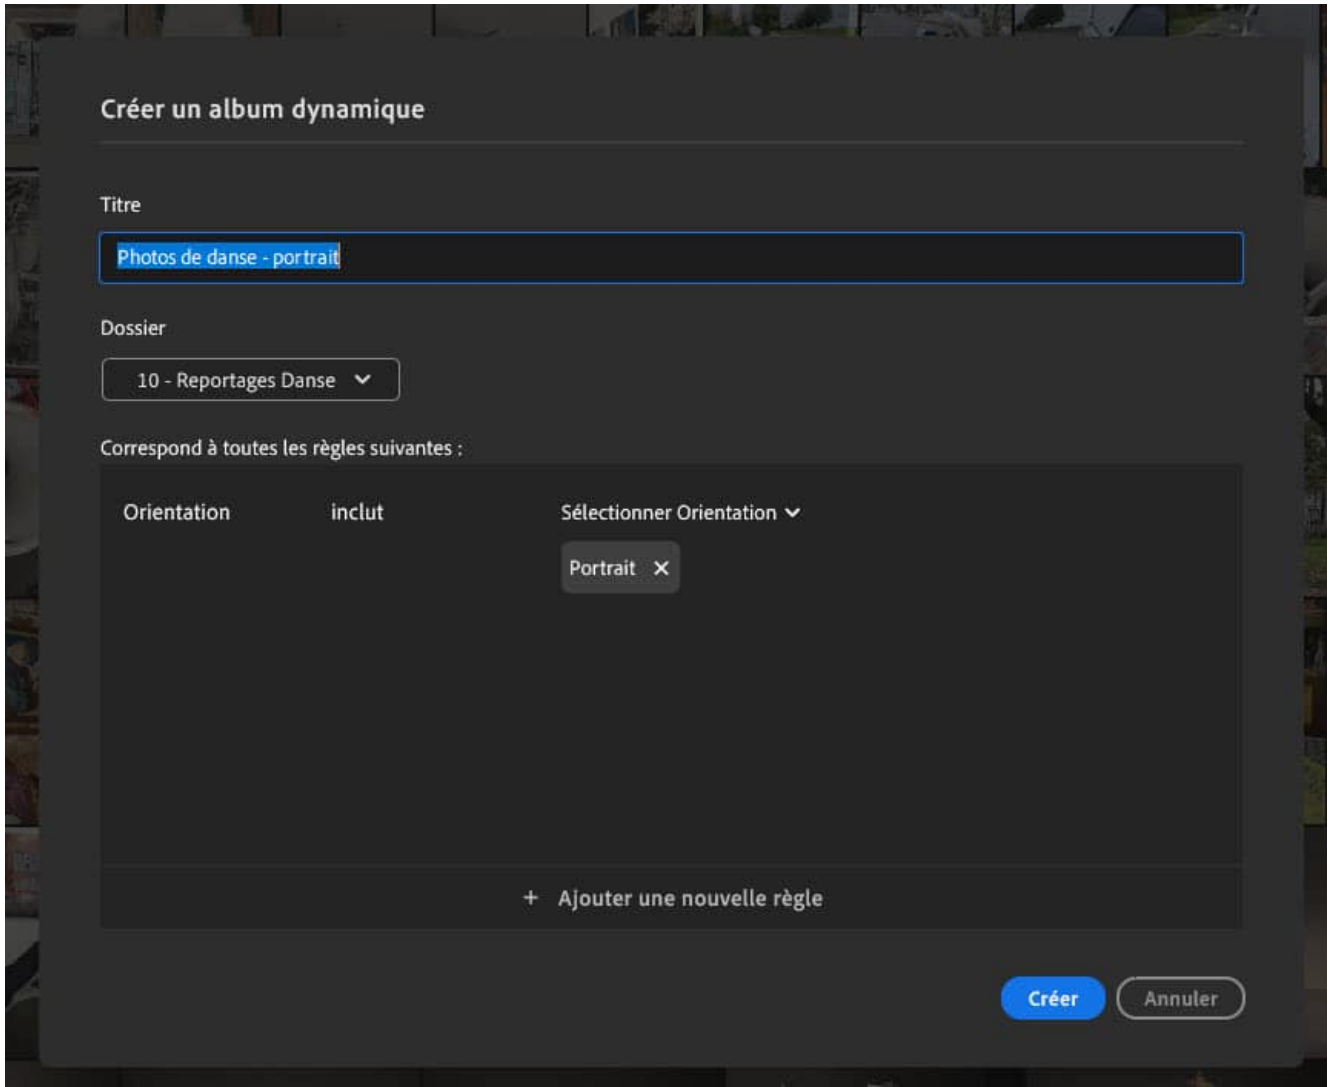 Créer un album dynamique
Titre
Photos de danse - portrait
Dossier
10 - Reportages Danse
Correspond à toutes les règles suivantes :
Orientation inclut Sélectionner Orientation
Portrait ×
+ Ajouter une nouvelle règle
Créer Annuler